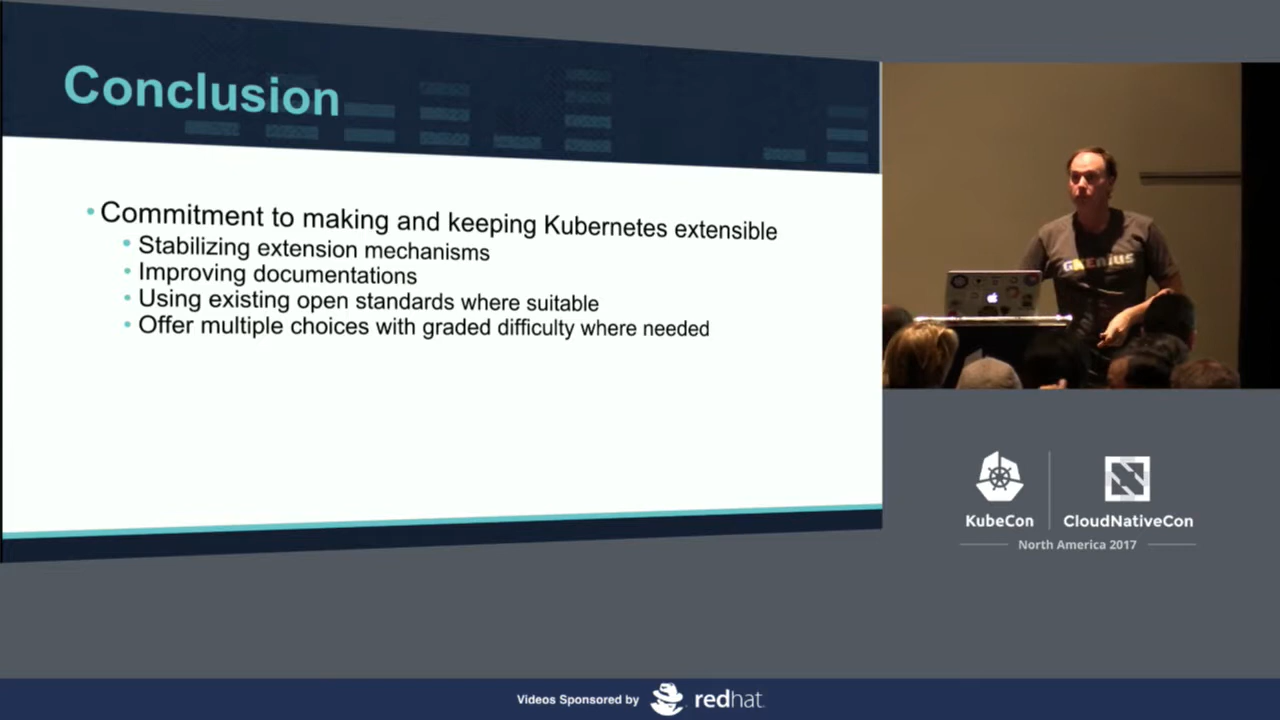 Conclusion
• Commitment to making and keeping Kubernetes extensible
• Stabilizing extension mechanisms
• Improving documentations
• Using existing open standards where suitable
• Offer multiple choices with graded difficulty where needed
KubeCon
CloudNativeCon
North America 2017
Videos Sponsored by redhat